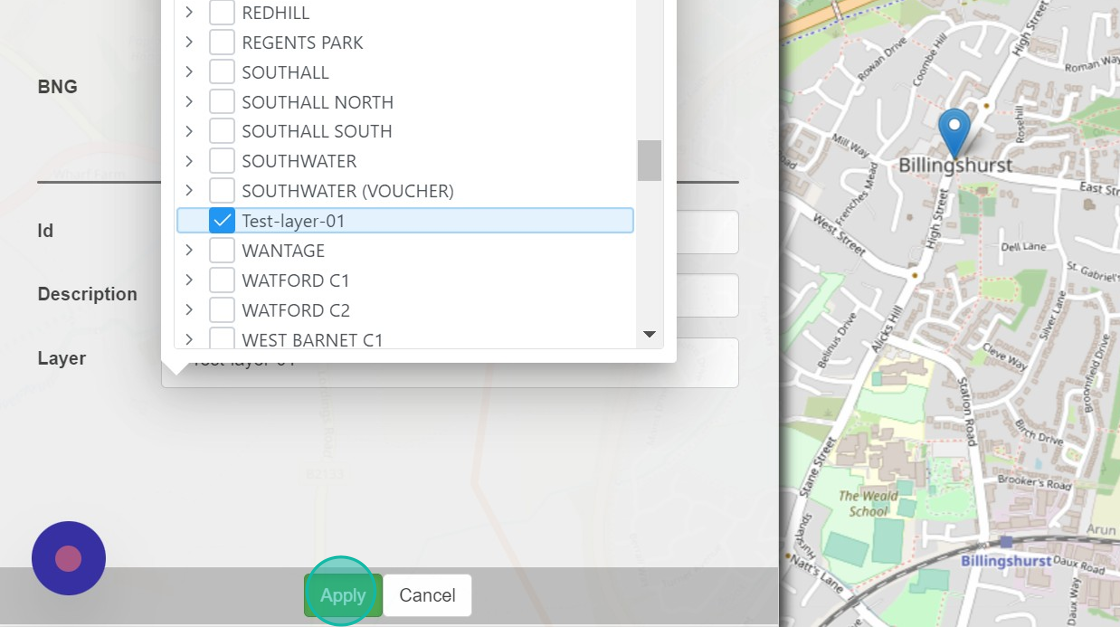 REDHILL
REGENTS PARK
SOUTHALL
SOUTHALL NORTH
SOUTHALL SOUTH
SOUTHWATER
SOUTHWATER (VOUCHER)
Test-layer-01
WANTAGE
WATFORD C1
WATFORD C2
WEST BARNET C1
BNG
Id
Description
Layer
Test-layer-01
Apply
Cancel
High Street
Rowan Drive
Coombe Hill
Roman Way
Rosehill
Mill Way
Road
Billingshurst
Frenches Mead
East Str
High Street
West Street
Dell Lane
St. Gabriel's
Silver Lane
Belinus Drive
Alicks Hill
Cleve Way
Broomfield Drive
Station Road
Birch Drive
Stane Street
Brooker's Road
The Weald
School
Arun
Billingshurst
Daux Road
Natt's Lane
Daux Way